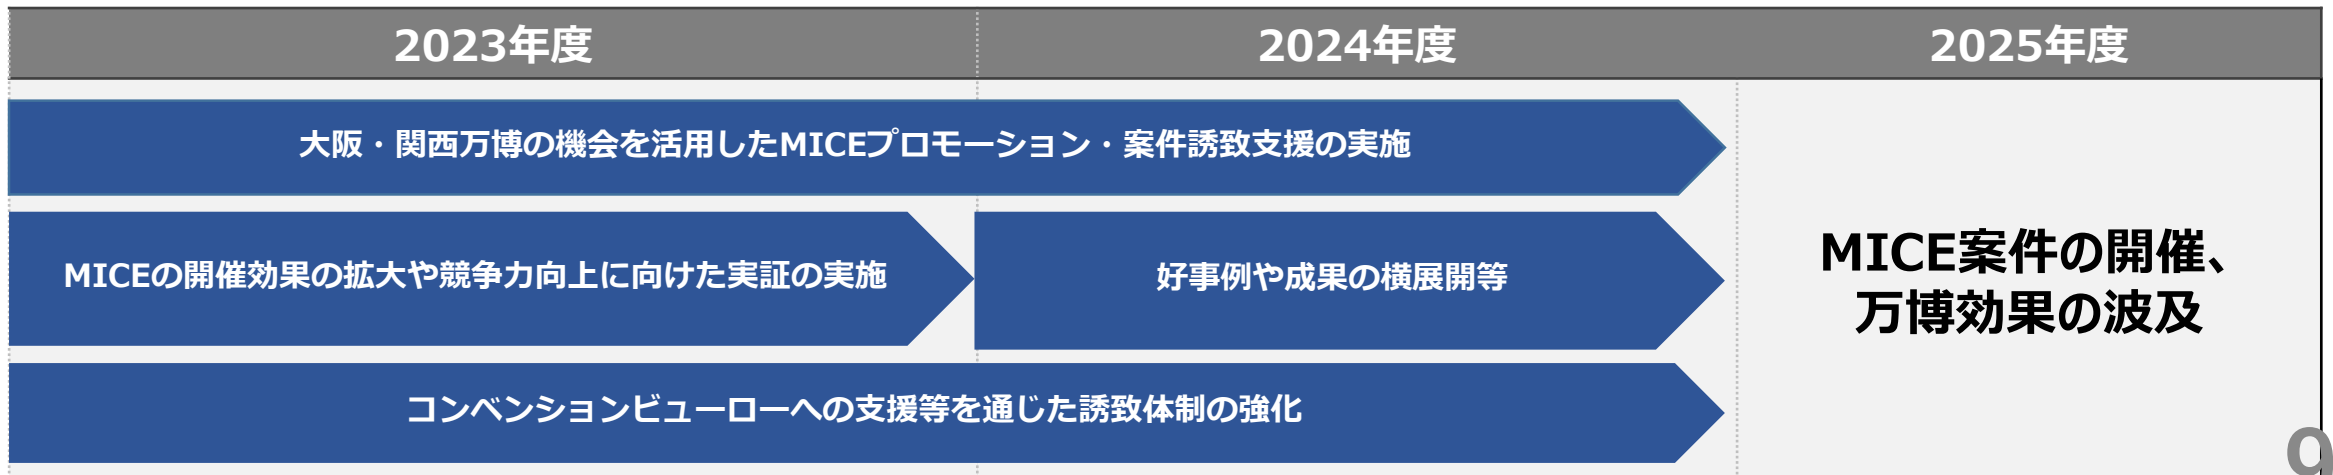 2023年度
2024年度
2025年度
大阪・関西万博の機会を活用したMICEプロモーション・案件誘致支援の実施
MICEの開催効果の拡大や競争力向上に向けた実証の実施
好事例や成果の横展開等
MICE案件の開催、
万博効果の波及
コンベンションビューローへの支援等を通じた誘致体制の強化
9